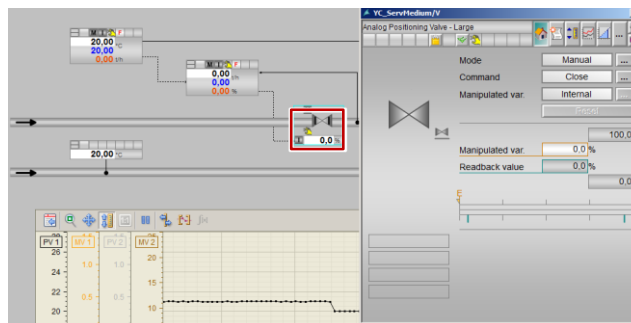 YC_ServMedium/V
Analog Positioning Valve - Large
M I F
20,00 °C
20,00
0,00 t/h
0,00 t/h
0,00
0,00 %
20,00 °C
0,0 %
Mode Manual ...
Command Close ...
Manipulated var. Internal ...
Reset
100,0
Manipulated var. 0,0 %
Readback value 0,0 %
0,0
E
PV 1 MV 1 PV 2 MV 2
26 1.0 1.0 20
24
15
22 0.5 0.5
20 10